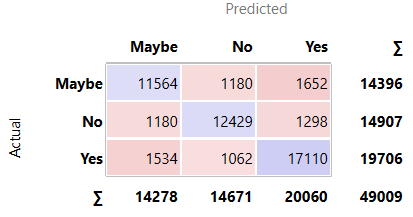 Predicted
Maybe No Yes ∑
Maybe 11564 1180 1652 14396
No 1180 12429 1298 14907
Yes 1534 1062 17110 19706
∑ 14278 14671 20060 49009
Actual